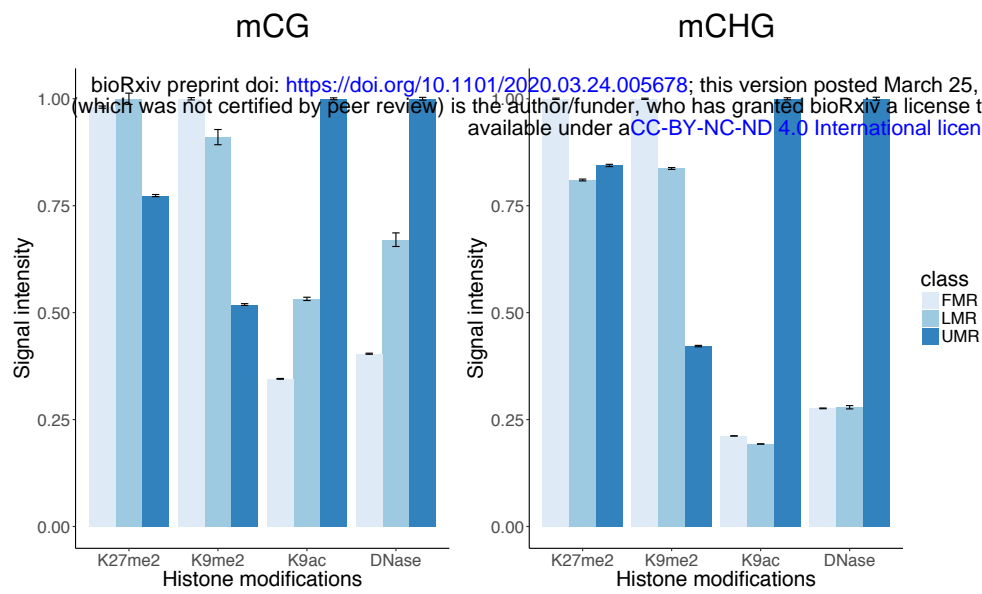 mCG
mCHG
bioRxiv preprint doi: https://doi.org/10.1101/2020.03.24.005678; this version posted March 25,
(which was not certified by peer review) is the author/funder, who has granted bioRxiv a license t
available under aCC-BY-NC-ND 4.0 International licen
1.00
0.75
0.50
0.25
0.00
Signal intensity
K27me2 K9me2 K9ac DNase
Histone modifications
1.00
0.75
0.50
0.25
0.00
Signal intensity
K27me2 K9me2 K9ac DNase
Histone modifications
class
FMR
LMR
UMR